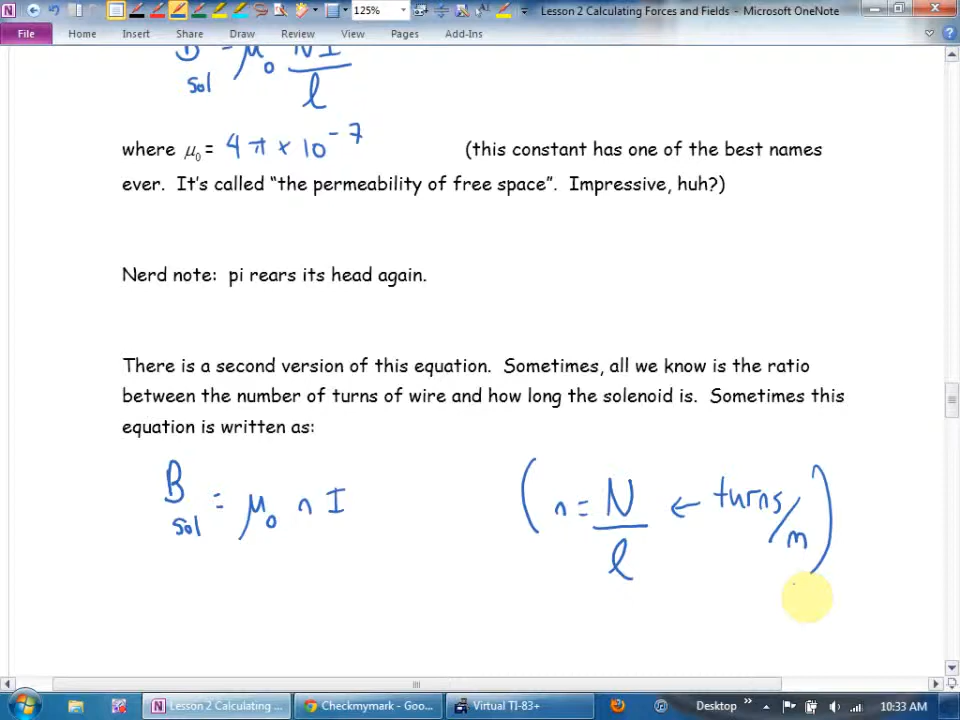 125%
Lesson 2 Calculating Forces and Fields - Microsoft OneNote
File Home Insert Share Draw Review View Pages Add-Ins
B sol = μ₀ N I / l
where μ₀ = 4 π × 10⁻⁷ (this constant has one of the best names
ever. It's called "the permeability of free space". Impressive, huh?)
Nerd note: pi rears its head again.
There is a second version of this equation. Sometimes, all we know is the ratio
between the number of turns of wire and how long the solenoid is. Sometimes this
equation is written as:
B sol = μ₀ n I (n = N / l ← turns/m)
Lesson 2 Calculating ... Checkmymark - Goo... Virtual TI-83+ Desktop 10:33 AM